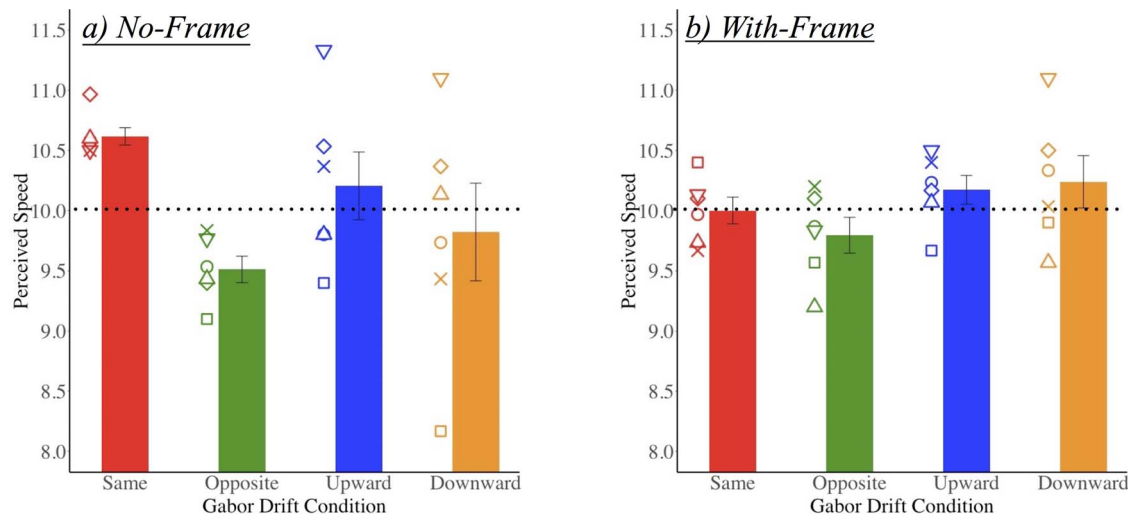 a) No-Frame
11.5
11.0
10.5
10.0
9.5
9.0
8.5
8.0
Perceived Speed
Same Opposite Upward Downward
Gabor Drift Condition
b) With-Frame
11.5
11.0
10.5
10.0
9.5
9.0
8.5
8.0
Perceived Speed
Same Opposite Upward Downward
Gabor Drift Condition